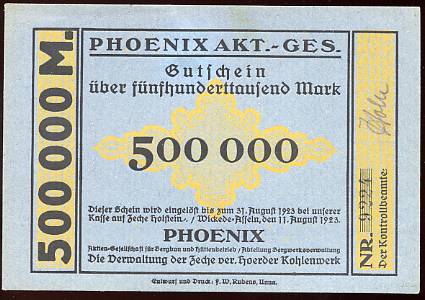 500 000 M.
PHOENIX AKT.-GES.
Gutschein
über fünfhunderttausend Mark
500 000
Dieser Schein wird eingelöst bis zum 31. August 1923 bei unserer
Kasse auf Zeche Holstein. / Wickede-Asseln, den 11. August 1923.
PHOENIX
Aktien-Gesellschaft für Bergbau und Hüttenbetrieb / Abteilung Bergwerksverwaltung
Die Verwaltung der Zeche ver. Hoerder Kohlenwerk
NR. 9224
Der Kontrollbeamte:
Entwurf und Druck: F. W. Rubens, Unna.